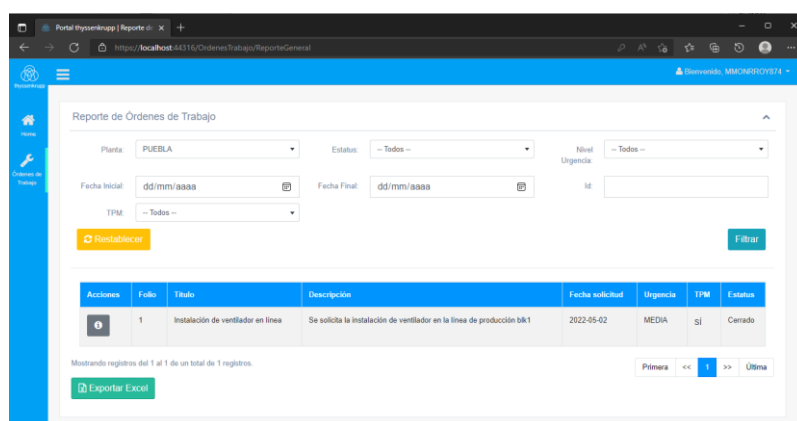 Portal thyssenkrupp | Reporte de
https://localhost:44316/OrdenesTrabajo/ReporteGeneral
thyssenkrupp
Bienvenido, MMONRROY874
Home
Órdenes de
Trabajo
Reporte de Órdenes de Trabajo
Planta: PUEBLA
Estatus: -- Todos --
Nivel Urgencia: -- Todos --
Fecha Inicial: dd/mm/aaaa
Fecha Final: dd/mm/aaaa
Id:
TPM: -- Todos --
Restablecer
Filtrar
Acciones Folio Título Descripción Fecha solicitud Urgencia TPM Estatus
1 Instalación de ventilador en línea Se solicita la instalación de ventilador en la línea de producción blk1 2022-05-02 MEDIA sí Cerrado
Mostrando registros del 1 al 1 de un total de 1 registros.
Primera << 1 >> Última
Exportar Excel